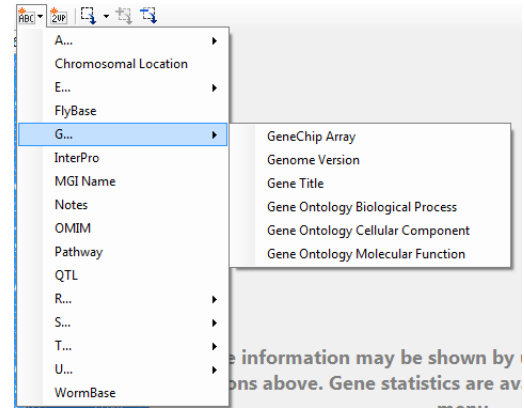 ABC 2UP
A...
Chromosomal Location
E...
FlyBase
G...
InterPro
MGI Name
Notes
OMIM
Pathway
QTL
R...
S...
T...
U...
WormBase
GeneChip Array
Genome Version
Gene Title
Gene Ontology Biological Process
Gene Ontology Cellular Component
Gene Ontology Molecular Function
information may be shown by
ons above. Gene statistics are